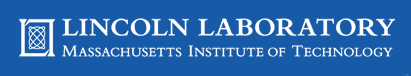 LINCOLN LABORATORY
MASSACHUSETTS INSTITUTE OF TECHNOLOGY